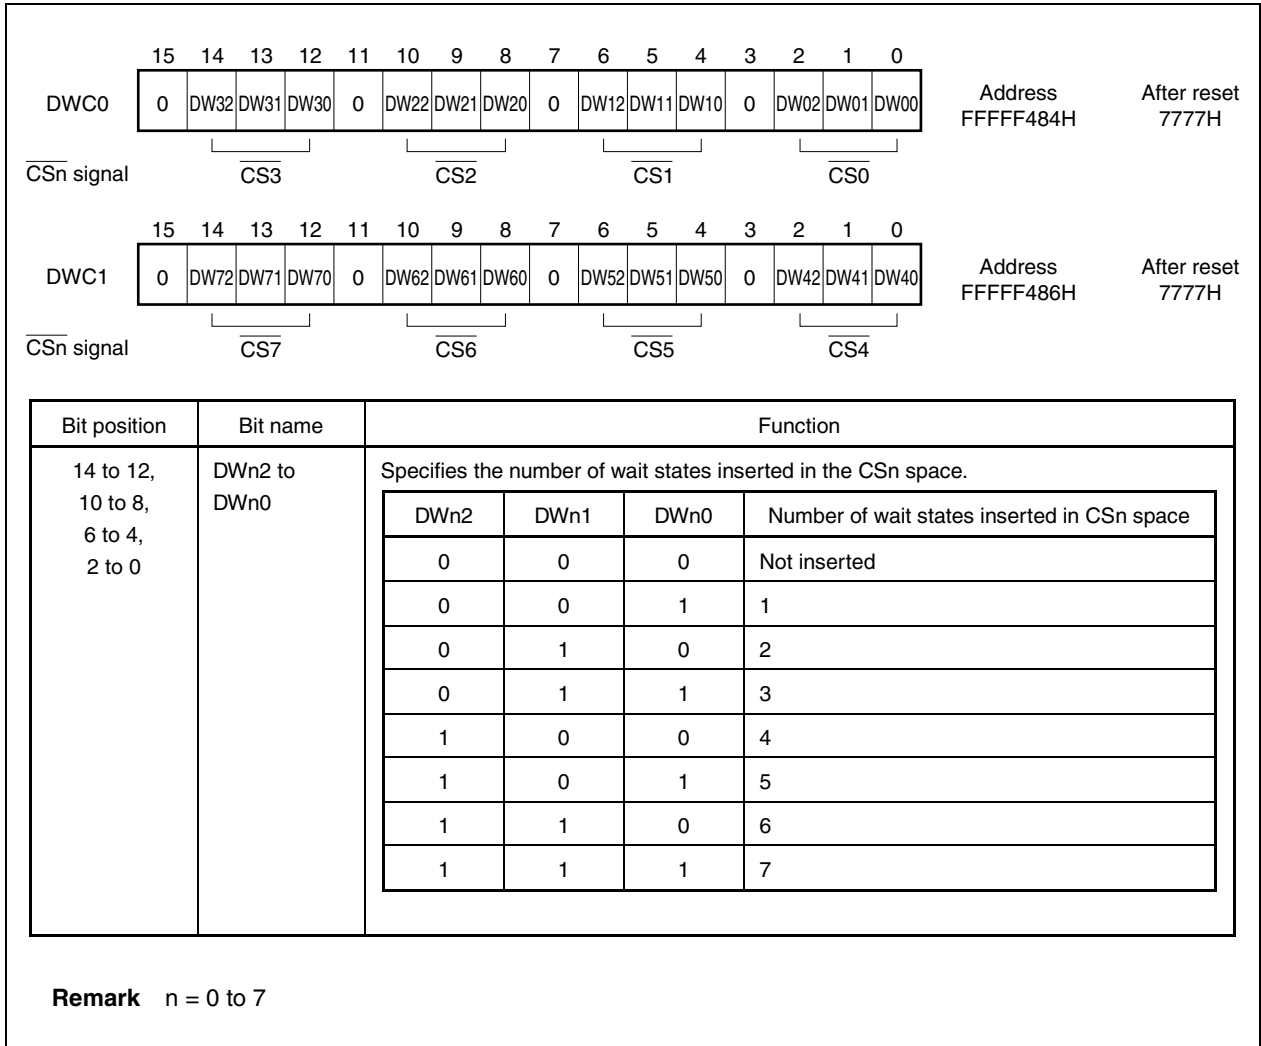 15 14 13 12 11 10 9 8 7 6 5 4 3 2 1 0
DWC0 0 DW32 DW31 DW30 0 DW22 DW21 DW20 0 DW12 DW11 DW10 0 DW02 DW01 DW00 Address FFFFF484H After reset 7777H
CSn signal CS3 CS2 CS1 CS0
15 14 13 12 11 10 9 8 7 6 5 4 3 2 1 0
DWC1 0 DW72 DW71 DW70 0 DW62 DW61 DW60 0 DW52 DW51 DW50 0 DW42 DW41 DW40 Address FFFFF486H After reset 7777H
CSn signal CS7 CS6 CS5 CS4
Bit position Bit name Function
14 to 12,
10 to 8,
6 to 4,
2 to 0
DWn2 to
DWn0
Specifies the number of wait states inserted in the CSn space.
DWn2 DWn1 DWn0 Number of wait states inserted in CSn space
0 0 0 Not inserted
0 0 1 1
0 1 0 2
0 1 1 3
1 0 0 4
1 0 1 5
1 1 0 6
1 1 1 7
Remark n = 0 to 7